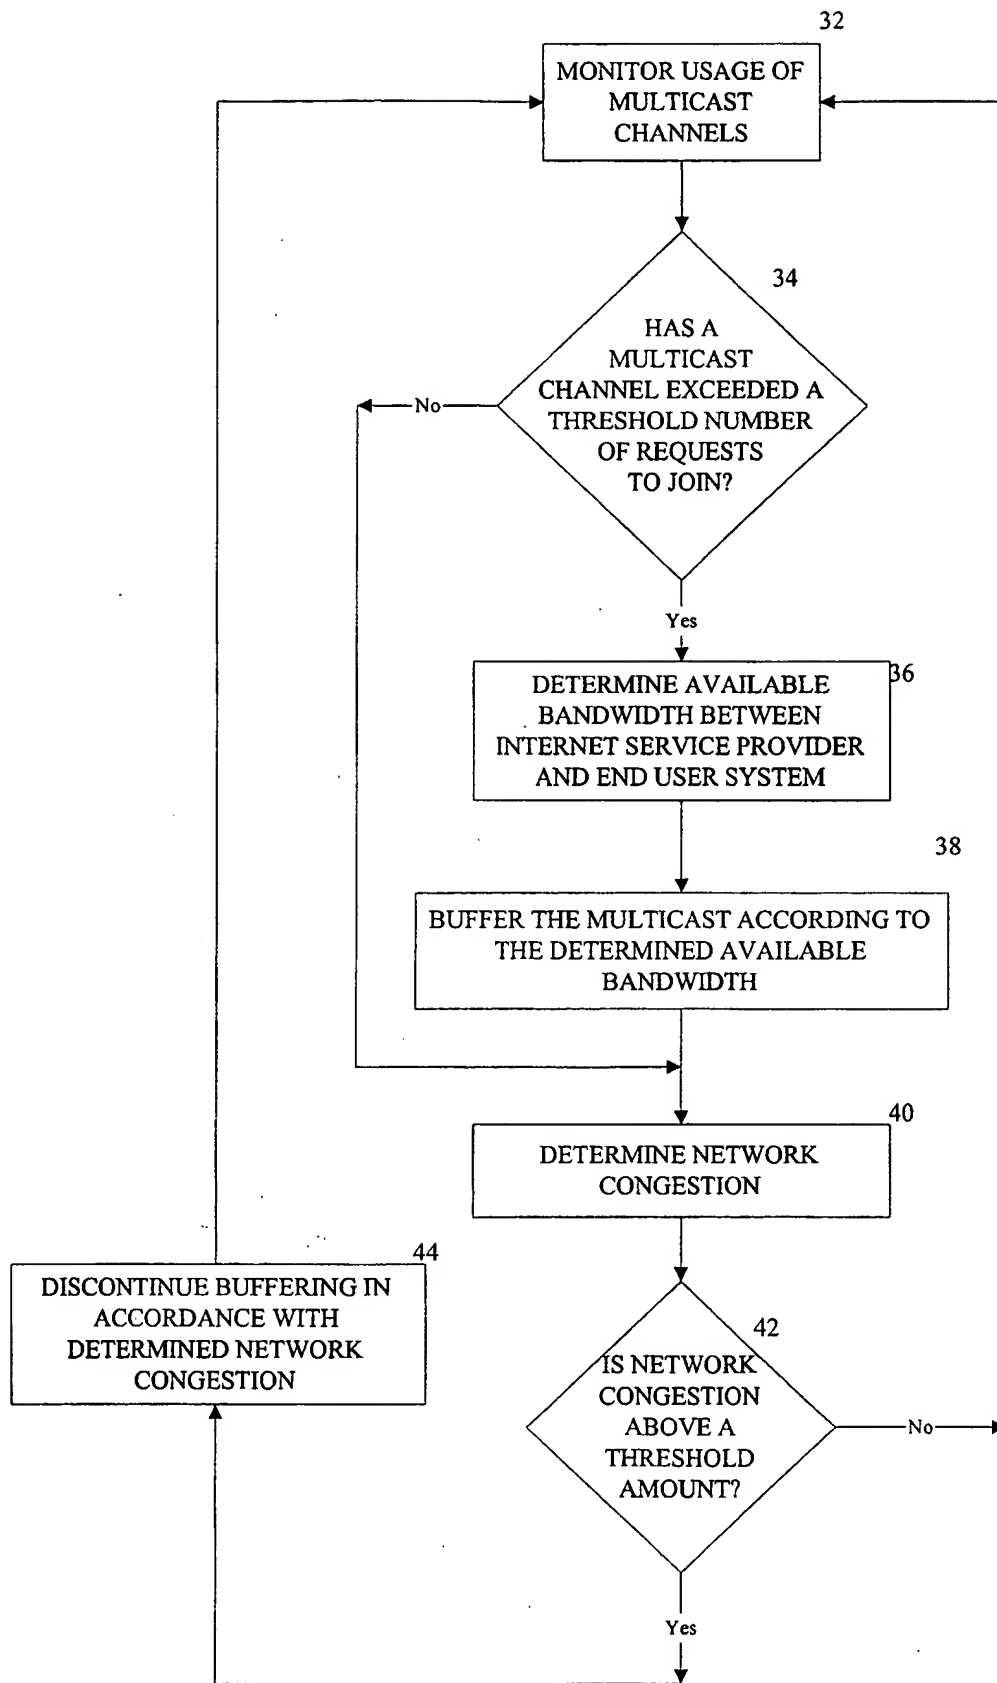 32
MONITOR USAGE OF
MULTICAST
CHANNELS
34
HAS A
MULTICAST
CHANNEL EXCEEDED A
THRESHOLD NUMBER
OF REQUESTS
TO JOIN?
No
Yes
36
DETERMINE AVAILABLE
BANDWIDTH BETWEEN
INTERNET SERVICE PROVIDER
AND END USER SYSTEM
38
BUFFER THE MULTICAST ACCORDING TO
THE DETERMINED AVAILABLE
BANDWIDTH
40
DETERMINE NETWORK
CONGESTION
44
DISCONTINUE BUFFERING IN
ACCORDANCE WITH
DETERMINED NETWORK
CONGESTION
42
IS NETWORK
CONGESTION
ABOVE A
THRESHOLD
AMOUNT?
No
Yes